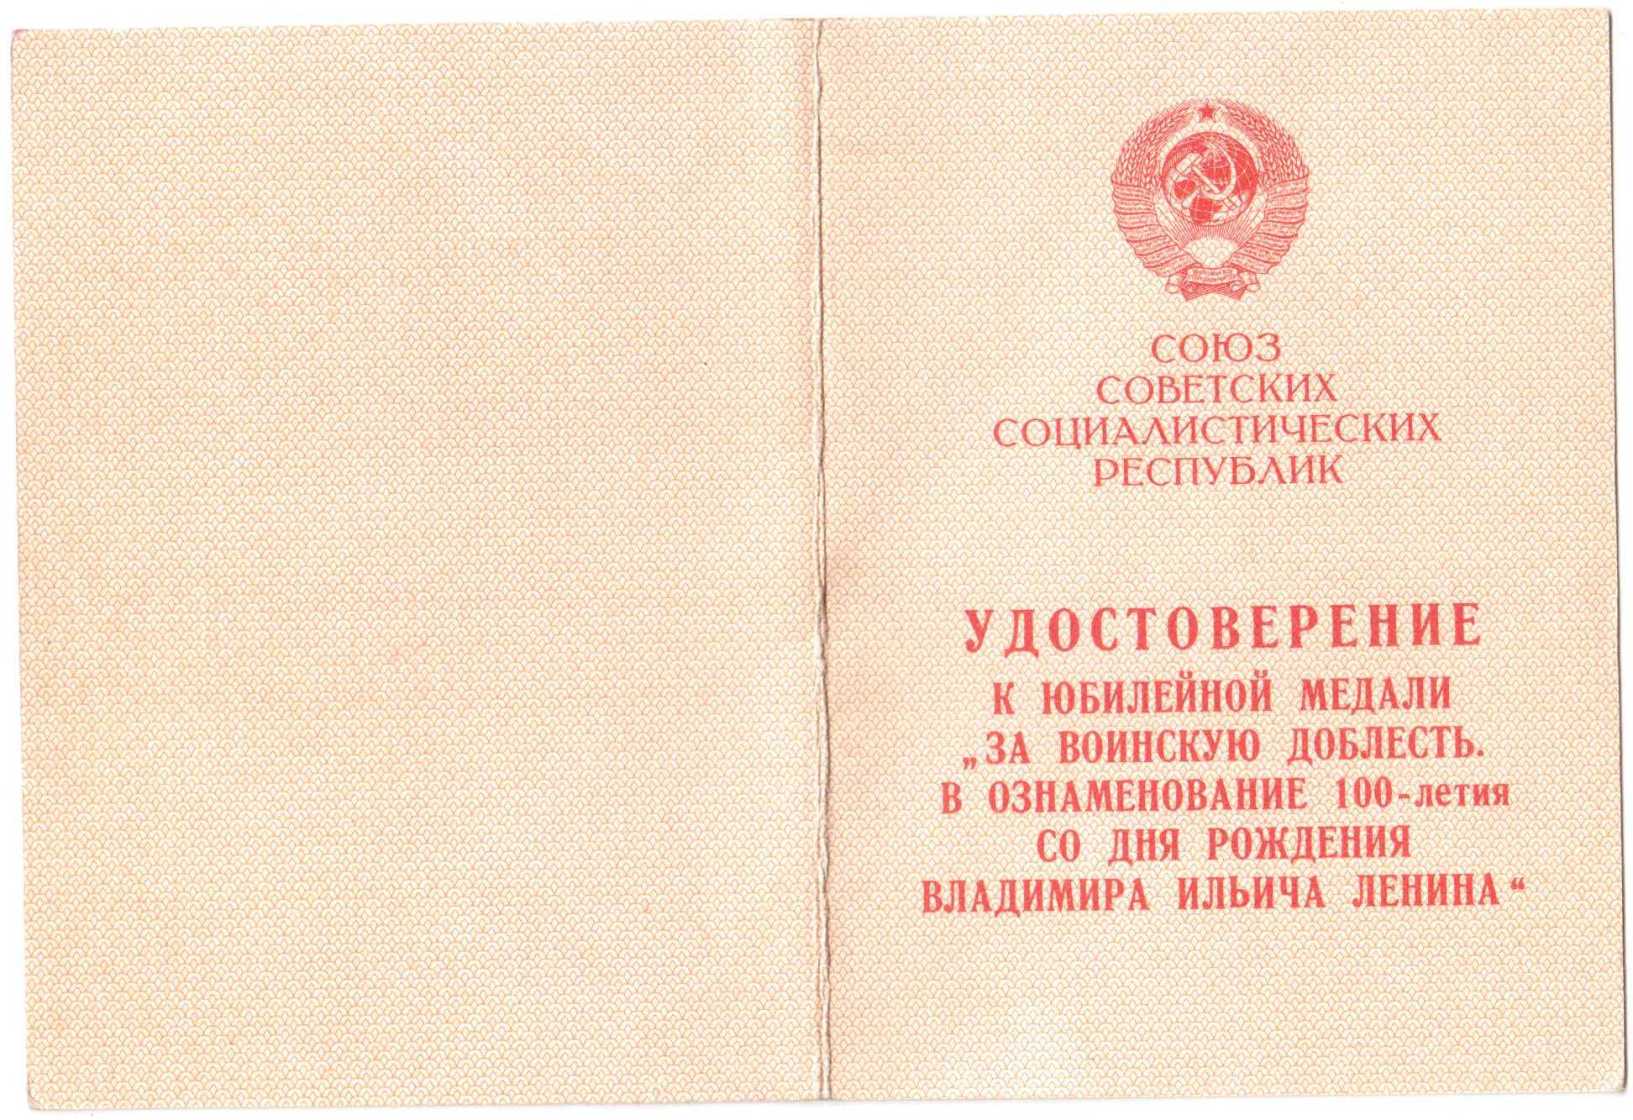 СОЮЗ
СОВЕТСКИХ
СОЦИАЛИСТИЧЕСКИХ
РЕСПУБЛИК
УДОСТОВЕРЕНИЕ
К ЮБИЛЕЙНОЙ МЕДАЛИ
„ЗА ВОИНСКУЮ ДОБЛЕСТЬ.
В ОЗНАМЕНОВАНИЕ 100-летия
СО ДНЯ РОЖДЕНИЯ
ВЛАДИМИРА ИЛЬИЧА ЛЕНИНА“